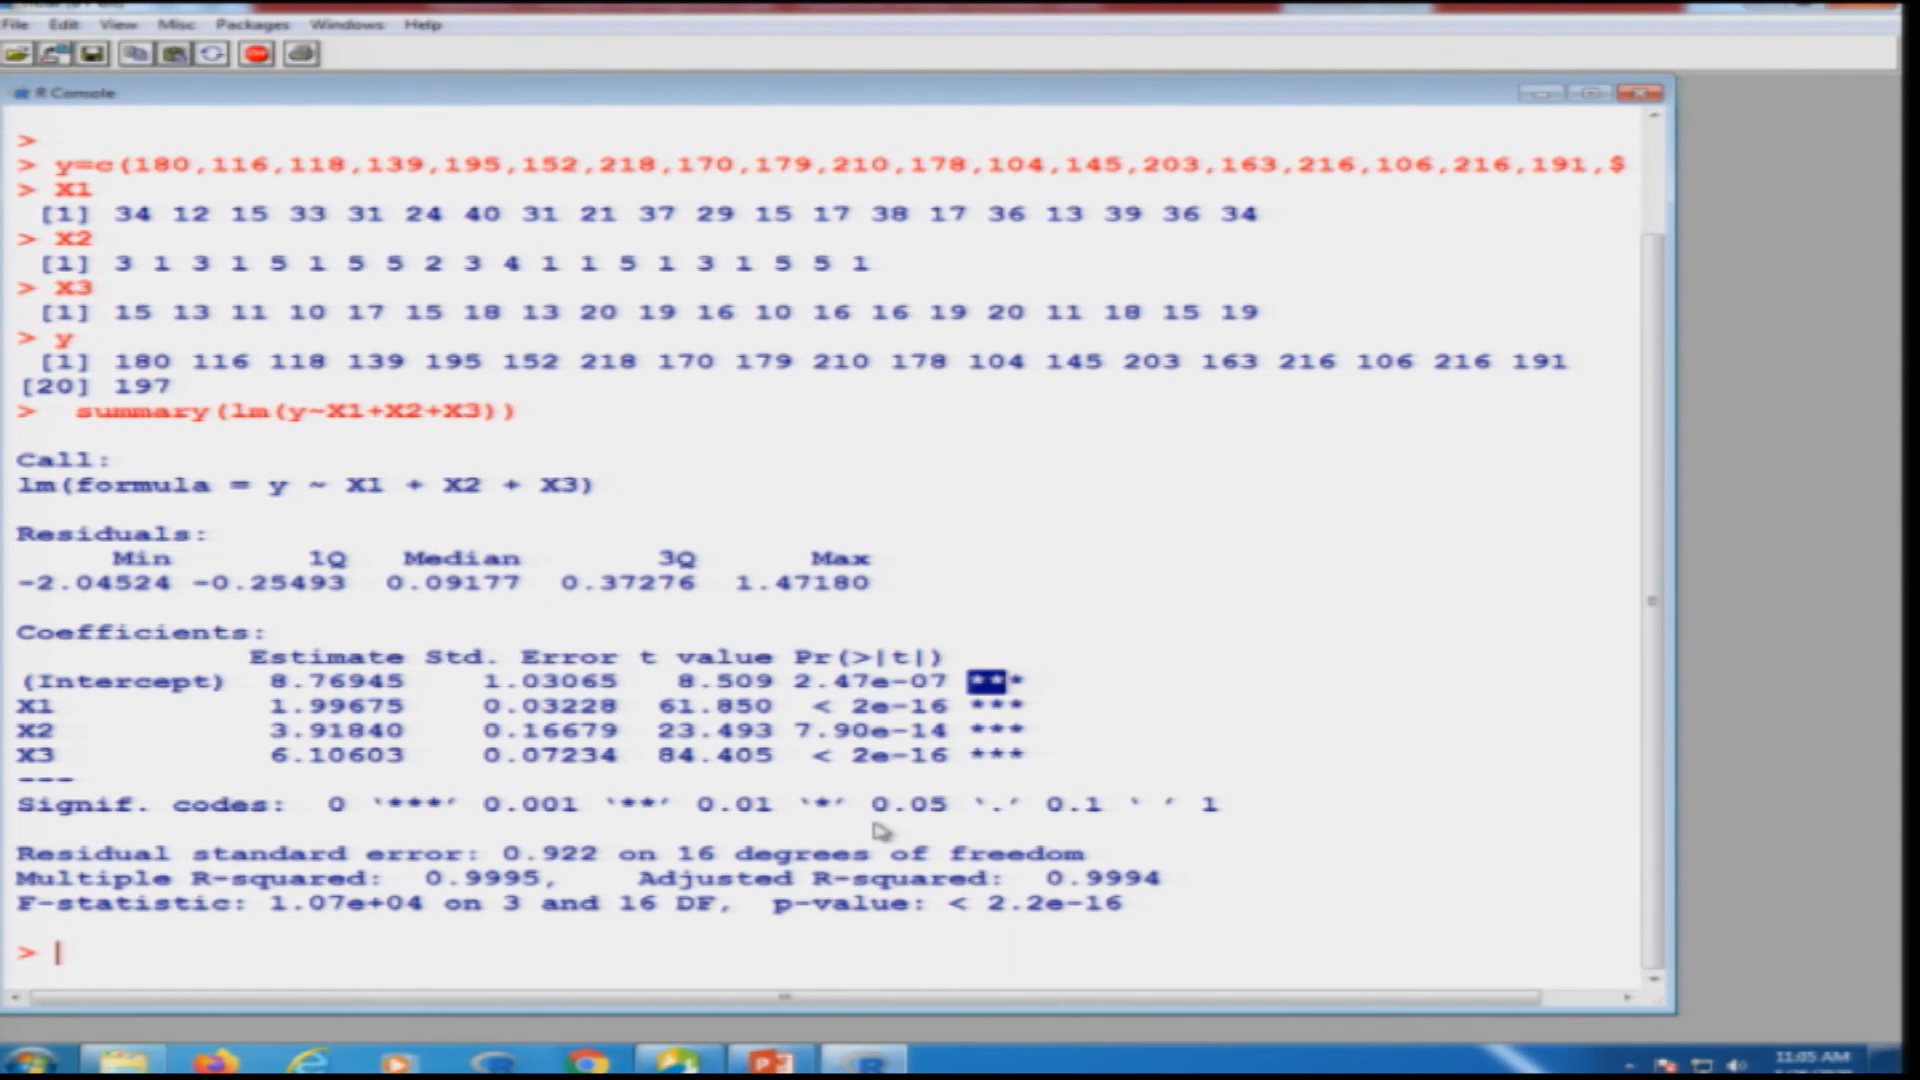 File Edit View Misc Packages Windows Help
R Console
>
> y=c(180,116,118,139,195,152,218,170,179,210,178,104,145,203,163,216,106,216,191,$
> X1
[1] 34 12 15 33 31 24 40 31 21 37 29 15 17 38 17 36 13 39 36 34
> X2
[1] 3 1 3 1 5 1 5 5 2 3 4 1 1 5 1 3 1 5 5 1
> X3
[1] 15 13 11 10 17 15 18 13 20 19 16 10 16 16 19 20 11 18 15 19
> y
[1] 180 116 118 139 195 152 218 170 179 210 178 104 145 203 163 216 106 216 191
[20] 197
> summary(lm(y~X1+X2+X3))
Call:
lm(formula = y ~ X1 + X2 + X3)
Residuals:
Min 1Q Median 3Q Max
-2.04524 -0.25493 0.09177 0.37276 1.47180
Coefficients:
Estimate Std. Error t value Pr(>|t|)
(Intercept) 8.76945 1.03065 8.509 2.47e-07 ***
X1 1.99675 0.03228 61.850 < 2e-16 ***
X2 3.91840 0.16679 23.493 7.90e-14 ***
X3 6.10603 0.07234 84.405 < 2e-16 ***
---
Signif. codes: 0 '***' 0.001 '**' 0.01 '*' 0.05 '.' 0.1 ' ' 1
Residual standard error: 0.922 on 16 degrees of freedom
Multiple R-squared: 0.9995, Adjusted R-squared: 0.9994
F-statistic: 1.07e+04 on 3 and 16 DF, p-value: < 2.2e-16
>
11:05 AM